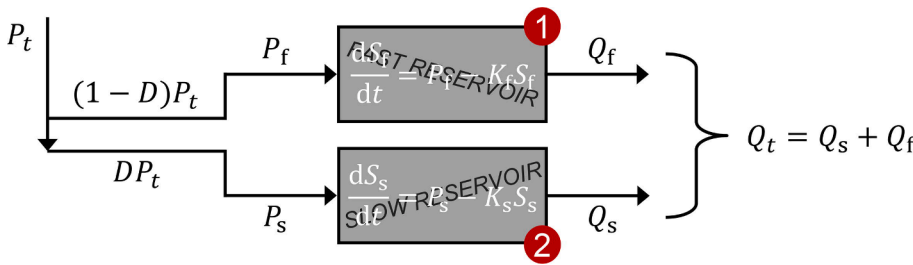 P_t
(1 − D)P_t
DP_t
P_f
P_s
1
FAST RESERVOIR
dS_f/dt = P_f − K_f S_f
SLOW RESERVOIR
dS_s/dt = P_s − K_s S_s
2
Q_f
Q_s
Q_t = Q_s + Q_f